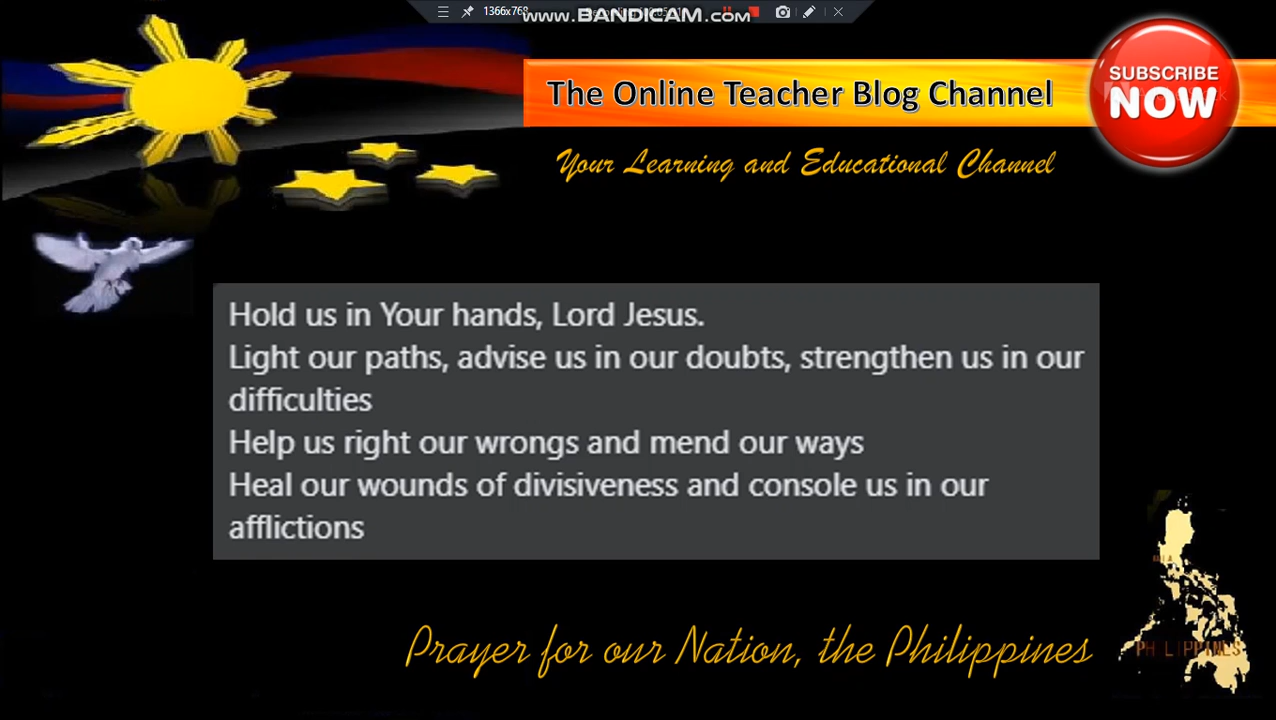 1366x768
www.BANDICAM.com
The Online Teacher Blog Channel
SUBSCRIBE
NOW
Your Learning and Educational Channel
Hold us in Your hands, Lord Jesus.
Light our paths, advise us in our doubts, strengthen us in our
difficulties
Help us right our wrongs and mend our ways
Heal our wounds of divisiveness and console us in our
afflictions
PHILIPPINES
Prayer for our Nation, the Philippines